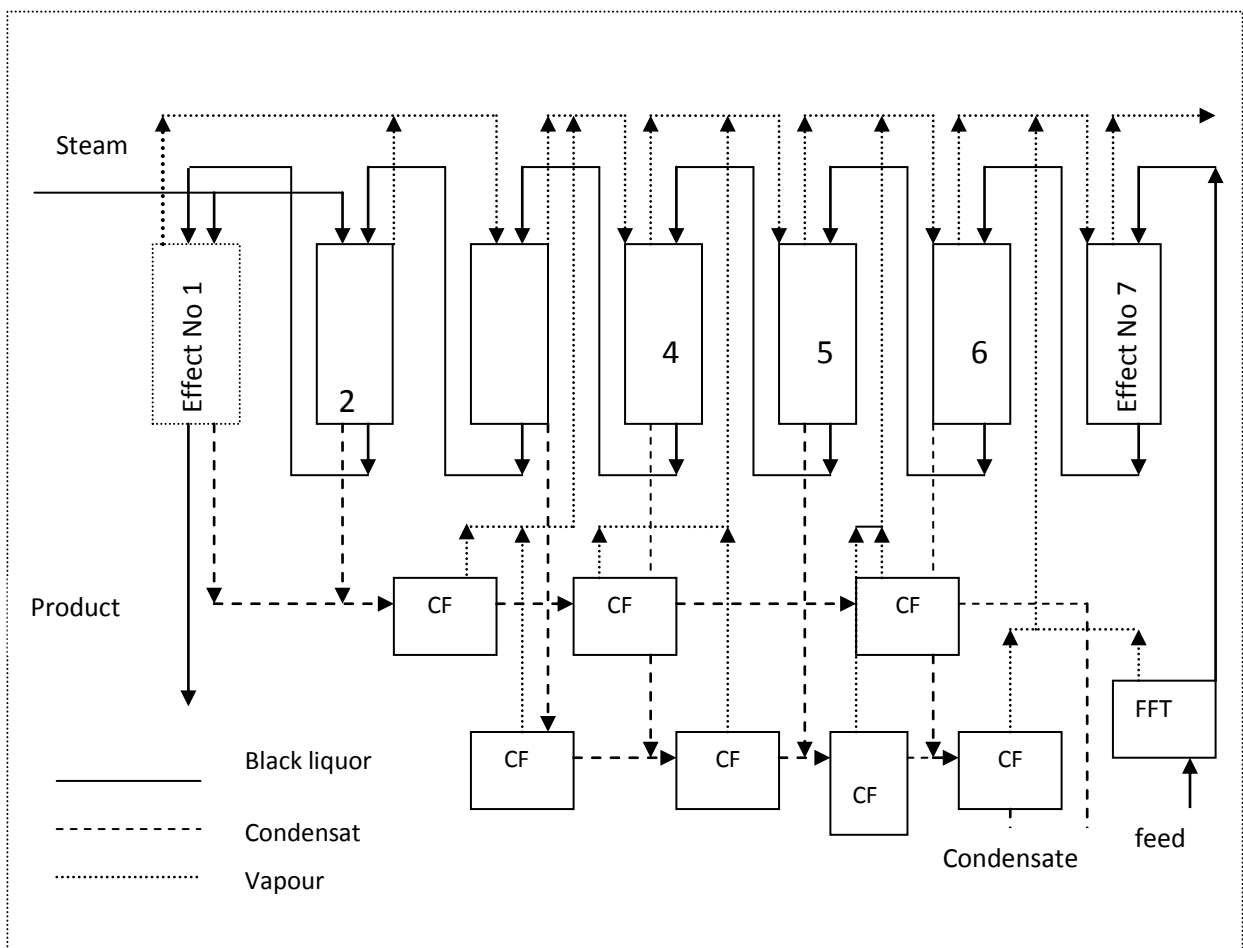 Steam
Effect No 1
2
4
5
6
Effect No 7
Product
CF
CF
CF
CF
CF
CF
CF
FFT
Black liquor
Condensat
Vapour
Condensate
feed